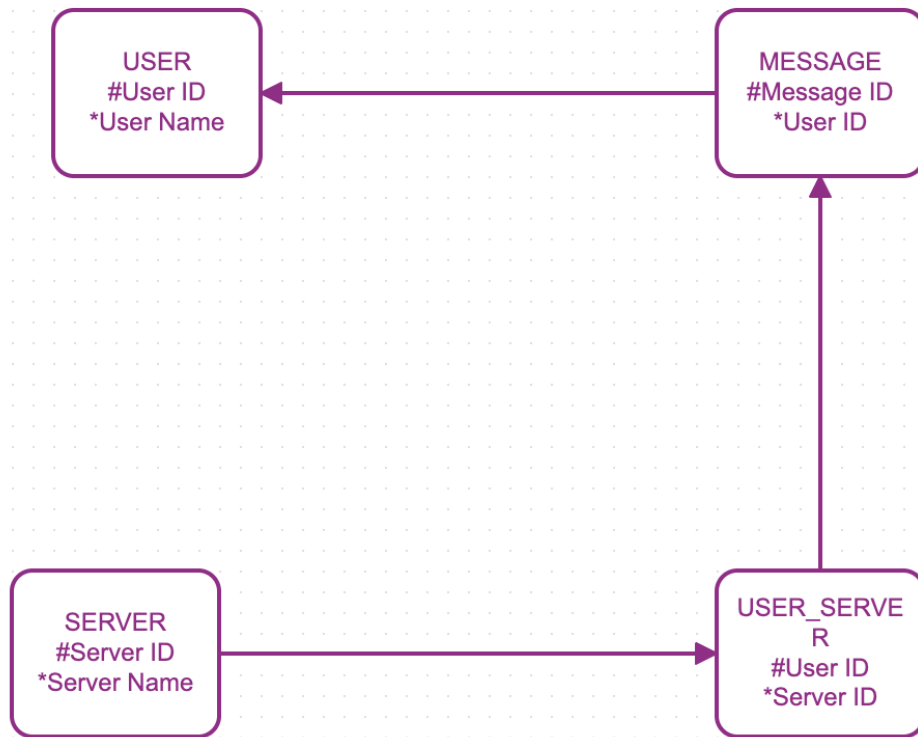 USER
#User ID
*User Name
MESSAGE
#Message ID
*User ID
SERVER
#Server ID
*Server Name
USER_SERVE
R
#User ID
*Server ID